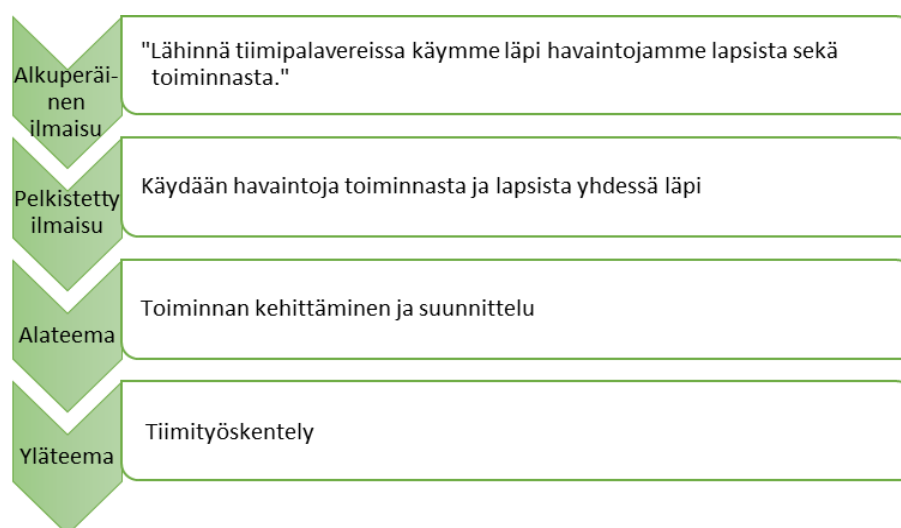 Alkuperäi-
nen
ilmaisu
"Lähinnä tiimipalavereissa käymme läpi havaintojamme lapsista sekä
toiminnasta."
Pelkistetty
ilmaisu
Käydään havaintoja toiminnasta ja lapsista yhdessä läpi
Alateema
Toiminnan kehittäminen ja suunnittelu
Yläteema
Tiimityöskentely